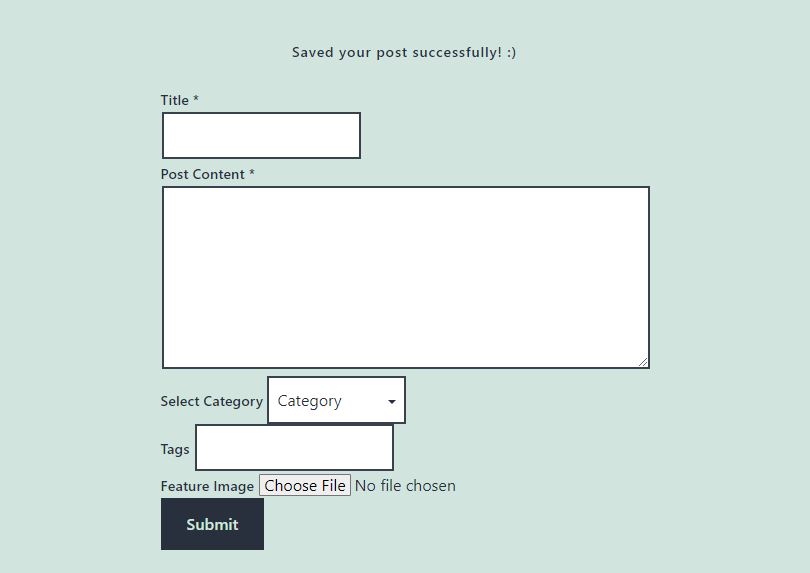 Saved your post successfully! :)
Title *
Post Content *
Select Category Category
Tags
Feature Image Choose File No file chosen
Submit